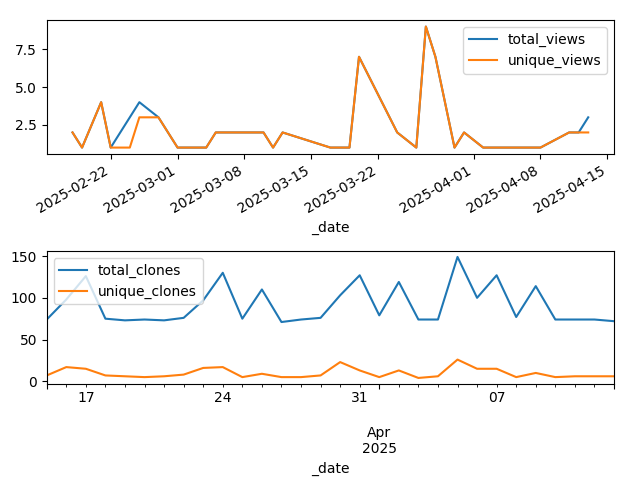 7.5
5.0
2.5
total_views
unique_views
2025-02-22
2025-03-01
2025-03-08
2025-03-15
2025-03-22
2025-04-01
2025-04-08
2025-04-15
_date
150
100
50
0
total_clones
unique_clones
17
24
31
07
Apr
2025
_date